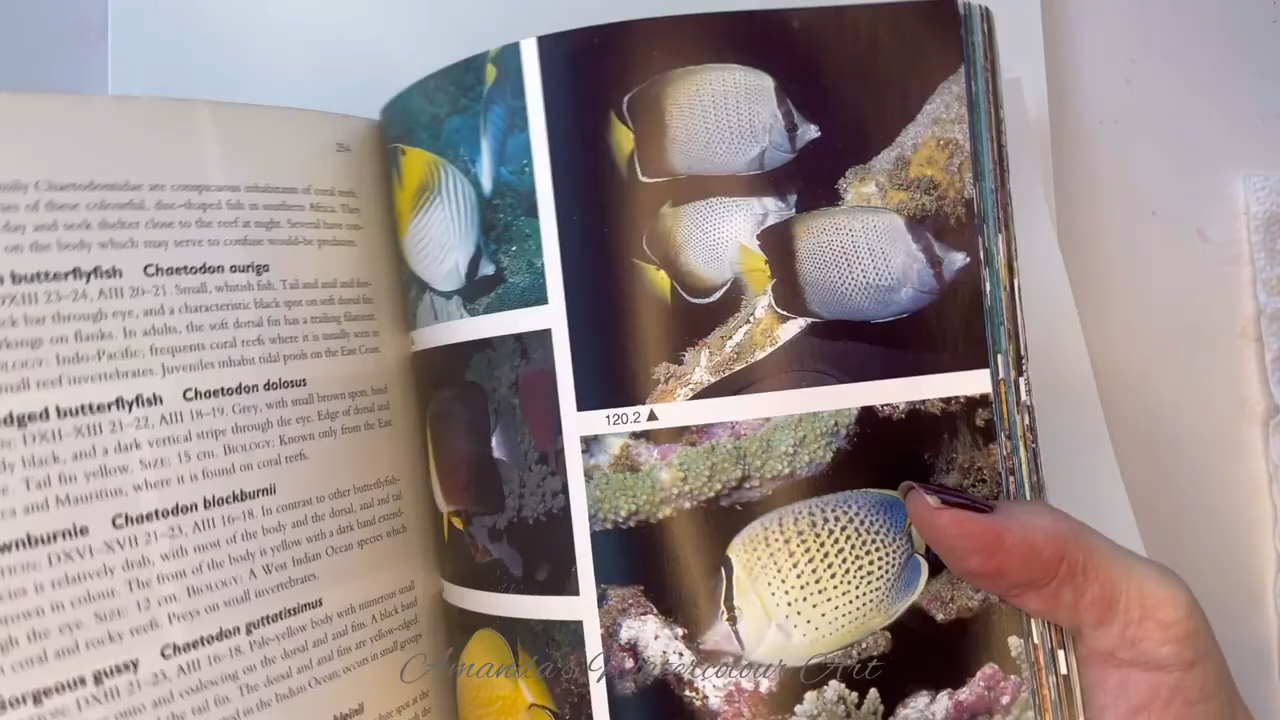 254
Family Chaetodontidae are conspicuous inhabitants of coral reefs,
of these colourful, disc-shaped fish in southern Africa. They
day and seek shelter close to the reef at night. Several have
on the body which may serve to confuse would-be predators.
butterflyfish Chaetodon auriga
DXIII 23–24, AIII 20–21. Small, whitish fish. Tail and anal and
bar through eye, and a characteristic black spot on soft dorsal fin.
on flanks. In adults, the soft dorsal fin has a trailing filament.
Indo-Pacific; frequents coral reefs where it is usually seen in
small reef invertebrates. Juveniles inhabit tidal pools on the East Coast.
edged butterflyfish Chaetodon dolosus
DXII–XIII 21–22, AIII 18–19. Grey, with small brown spots, hind
black, and a dark vertical stripe through the eye. Edge of dorsal and
Tail fin yellow. SIZE: 15 cm. BIOLOGY: Known only from the East
and Mauritius, where it is found on coral reefs.
Brownburnie Chaetodon blackburnii
DXVI–XVII 21–23, AIII 16–18. In contrast to other butterflyfish-
is relatively drab, with most of the body and the dorsal, anal and tail
brown in colour. The front of the body is yellow with a dark band extend-
the eye. SIZE: 12 cm. BIOLOGY: A West Indian Ocean species which
coral and rocky reefs. Preys on small invertebrates.
Gorgeous gussy Chaetodon guttatissimus
DXIII 21–23, AIII 16–18. Pale-yellow body with numerous small
onto and coalescing on the dorsal and anal fins. A black band
the tail fin. The dorsal and anal fins are yellow-edged.
in the Indian Ocean; occurs in small groups
spot at the
120.2 ▲
Amanda's Watercolour Art